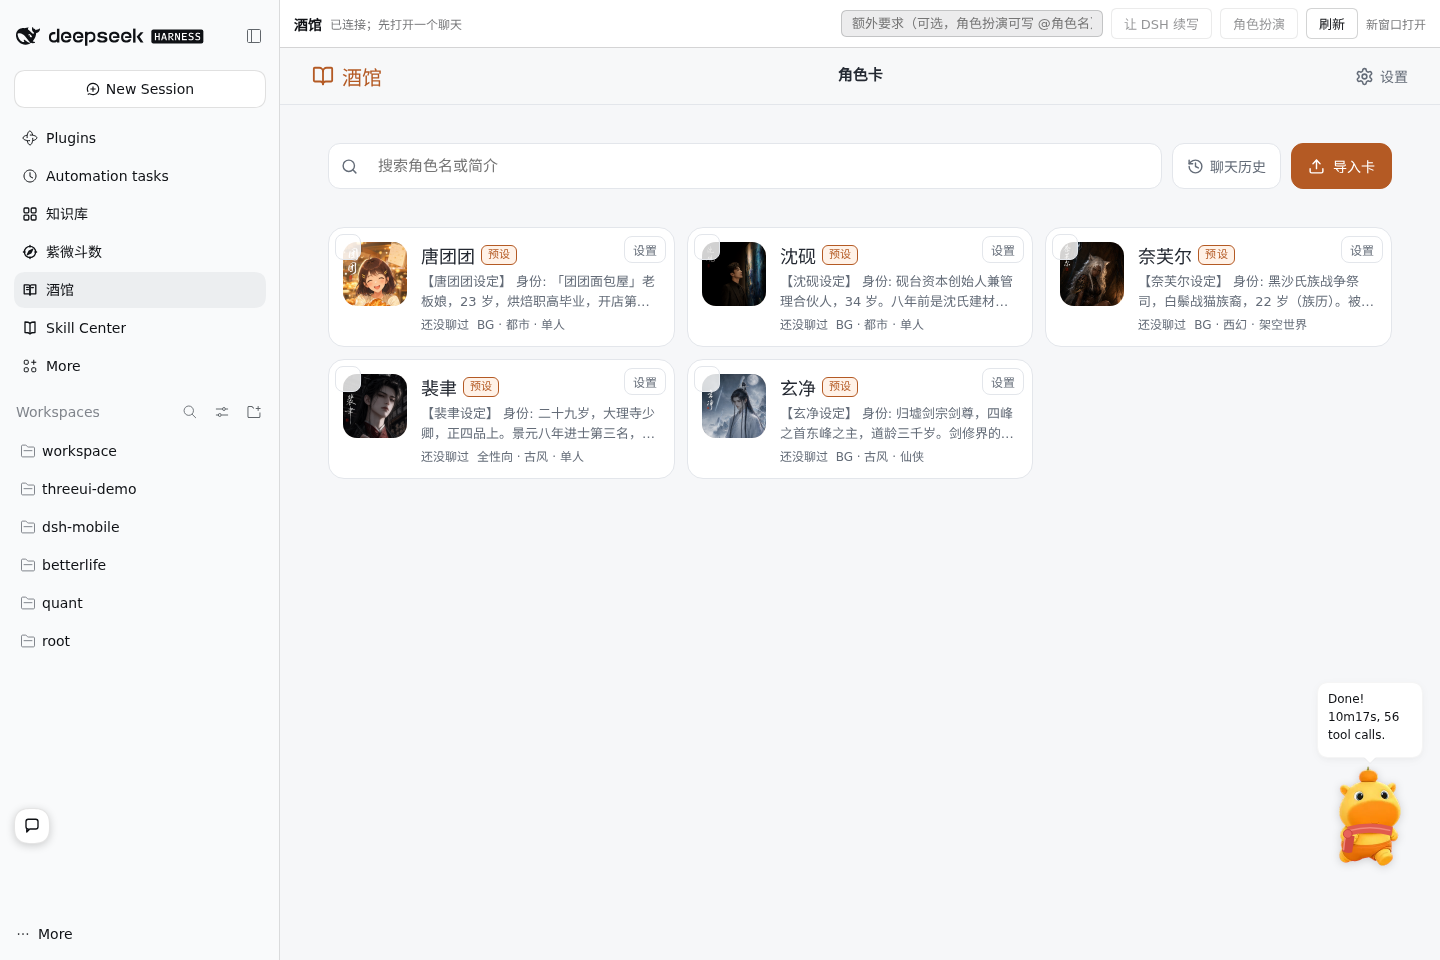 deepseek HARNESS
New Session
Plugins
Automation tasks
知识库
紫微斗数
酒馆
Skill Center
More
Workspaces
workspace
threeui-demo
dsh-mobile
betterlife
quant
root
More
酒馆 已连接；先打开一个聊天
额外要求（可选，角色扮演可写 @角色名）
让 DSH 续写
角色扮演
刷新
新窗口打开
酒馆
角色卡
设置
搜索角色名或简介
聊天历史
导入卡
唐团团 预设 设置
【唐团团设定】 身份: 「团团面包屋」老
板娘，23 岁，烘焙职高毕业，开店第...
还没聊过 BG · 都市 · 单人
沈砚 预设 设置
【沈砚设定】 身份: 砚台资本创始人兼管
理合伙人，34 岁。八年前是沈氏建材...
还没聊过 BG · 都市 · 单人
奈芙尔 预设 设置
【奈芙尔设定】 身份: 黑沙氏族战争祭
司，白鬃战猫族裔，22 岁（族历）。被...
还没聊过 BG · 西幻 · 架空世界
裴聿 预设 设置
【裴聿设定】 身份: 二十九岁，大理寺少
卿，正四品上。景元八年进士第三名，...
还没聊过 全性向 · 古风 · 单人
玄净 预设 设置
【玄净设定】 身份: 归墟剑宗剑尊，四峰
之首东峰之主，道龄三千岁。剑修界的...
还没聊过 BG · 古风 · 仙侠
Done!
10m17s, 56
tool calls.